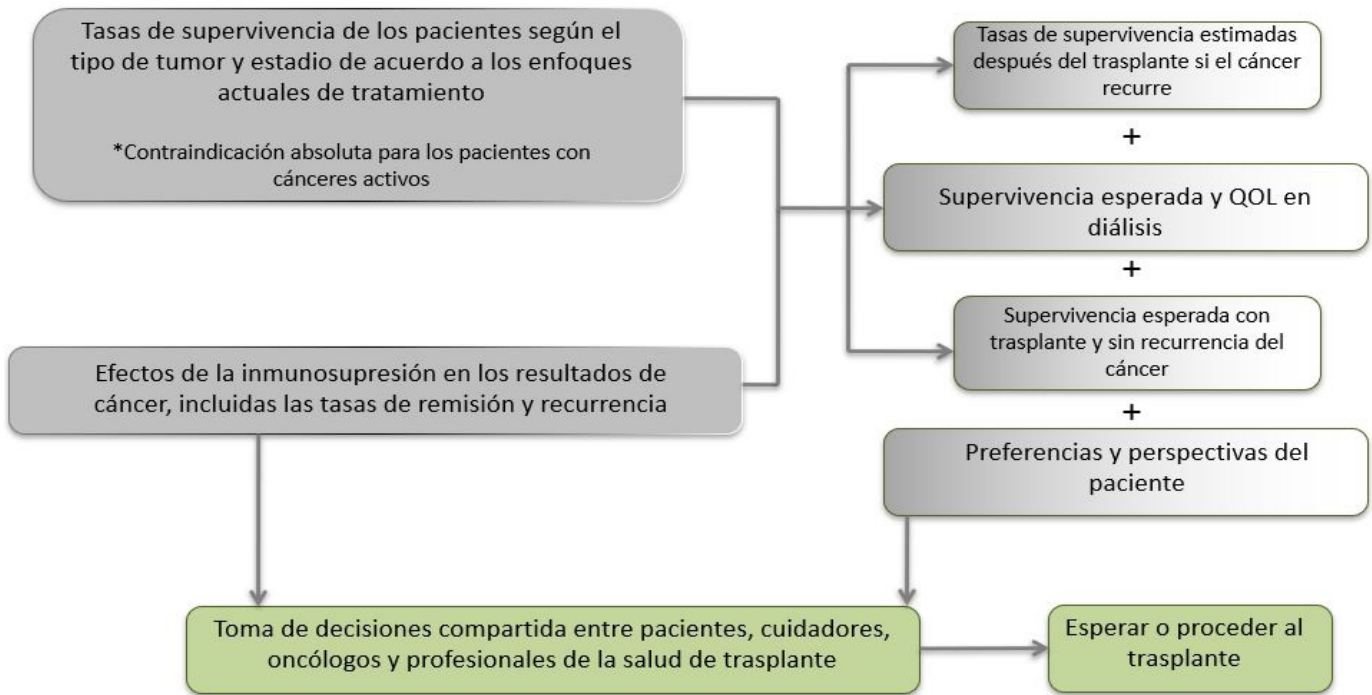 Tasas de supervivencia de los pacientes según el
tipo de tumor y estadio de acuerdo a los enfoques
actuales de tratamiento
*Contraindicación absoluta para los pacientes con
cánceres activos
Efectos de la inmunosupresión en los resultados de
cáncer, incluidas las tasas de remisión y recurrencia
Tasas de supervivencia estimadas
después del trasplante si el cáncer
recurre
+
Supervivencia esperada y QOL en
diálisis
+
Supervivencia esperada con
trasplante y sin recurrencia del
cáncer
+
Preferencias y perspectivas del
paciente
Toma de decisiones compartida entre pacientes, cuidadores,
oncólogos y profesionales de la salud de trasplante
Esperar o proceder al
trasplante